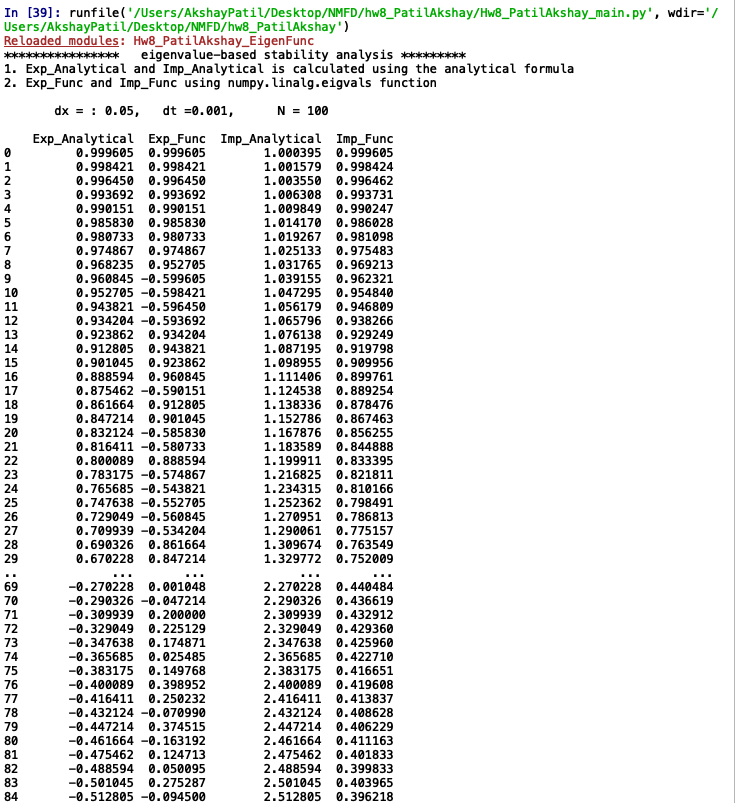 In [39]: runfile('/Users/AkshayPatil/Desktop/NMFD/hw8_PatilAkshay/Hw8_PatilAkshay_main.py', wdir='/
Users/AkshayPatil/Desktop/NMFD/hw8_PatilAkshay')
Reloaded modules: Hw8_PatilAkshay_EigenFunc
**************** eigenvalue-based stability analysis *********
1. Exp_Analytical and Imp_Analytical is calculated using the analytical formula
2. Exp_Func and Imp_Func using numpy.linalg.eigvals function
dx = : 0.05, dt =0.001, N = 100
Exp_Analytical Exp_Func Imp_Analytical Imp_Func
0 0.999605 0.999605 1.000395 0.999605
1 0.998421 0.998421 1.001579 0.998424
2 0.996450 0.996450 1.003550 0.996462
3 0.993692 0.993692 1.006308 0.993731
4 0.990151 0.990151 1.009849 0.990247
5 0.985830 0.985830 1.014170 0.986028
6 0.980733 0.980733 1.019267 0.981098
7 0.974867 0.974867 1.025133 0.975483
8 0.968235 0.952705 1.031765 0.969213
9 0.960845 -0.599605 1.039155 0.962321
10 0.952705 -0.598421 1.047295 0.954840
11 0.943821 -0.596450 1.056179 0.946809
12 0.934204 -0.593692 1.065796 0.938266
13 0.923862 0.934204 1.076138 0.929249
14 0.912805 0.943821 1.087195 0.919798
15 0.901045 0.923862 1.098955 0.909956
16 0.888594 0.960845 1.111406 0.899761
17 0.875462 -0.590151 1.124538 0.889254
18 0.861664 0.912805 1.138336 0.878476
19 0.847214 0.901045 1.152786 0.867463
20 0.832124 -0.585830 1.167876 0.856255
21 0.816411 -0.580733 1.183589 0.844888
22 0.800089 0.888594 1.199911 0.833395
23 0.783175 -0.574867 1.216825 0.821811
24 0.765685 -0.543821 1.234315 0.810166
25 0.747638 -0.552705 1.252362 0.798491
26 0.729049 -0.560845 1.270951 0.786813
27 0.709939 -0.534204 1.290061 0.775157
28 0.690326 0.861664 1.309674 0.763549
29 0.670228 0.847214 1.329772 0.752009
.. ... ... ... ...
69 -0.270228 0.001048 2.270228 0.440484
70 -0.290326 -0.047214 2.290326 0.436619
71 -0.309939 0.200000 2.309939 0.432912
72 -0.329049 0.225129 2.329049 0.429360
73 -0.347638 0.174871 2.347638 0.425960
74 -0.365685 0.025485 2.365685 0.422710
75 -0.383175 0.149768 2.383175 0.416651
76 -0.400089 0.398952 2.400089 0.419608
77 -0.416411 0.250232 2.416411 0.413837
78 -0.432124 -0.070990 2.432124 0.408628
79 -0.447214 0.374515 2.447214 0.406229
80 -0.461664 -0.163192 2.461664 0.411163
81 -0.475462 0.124713 2.475462 0.401833
82 -0.488594 0.050095 2.488594 0.399833
83 -0.501045 0.275287 2.501045 0.403965
84 -0.512805 -0.094500 2.512805 0.396218